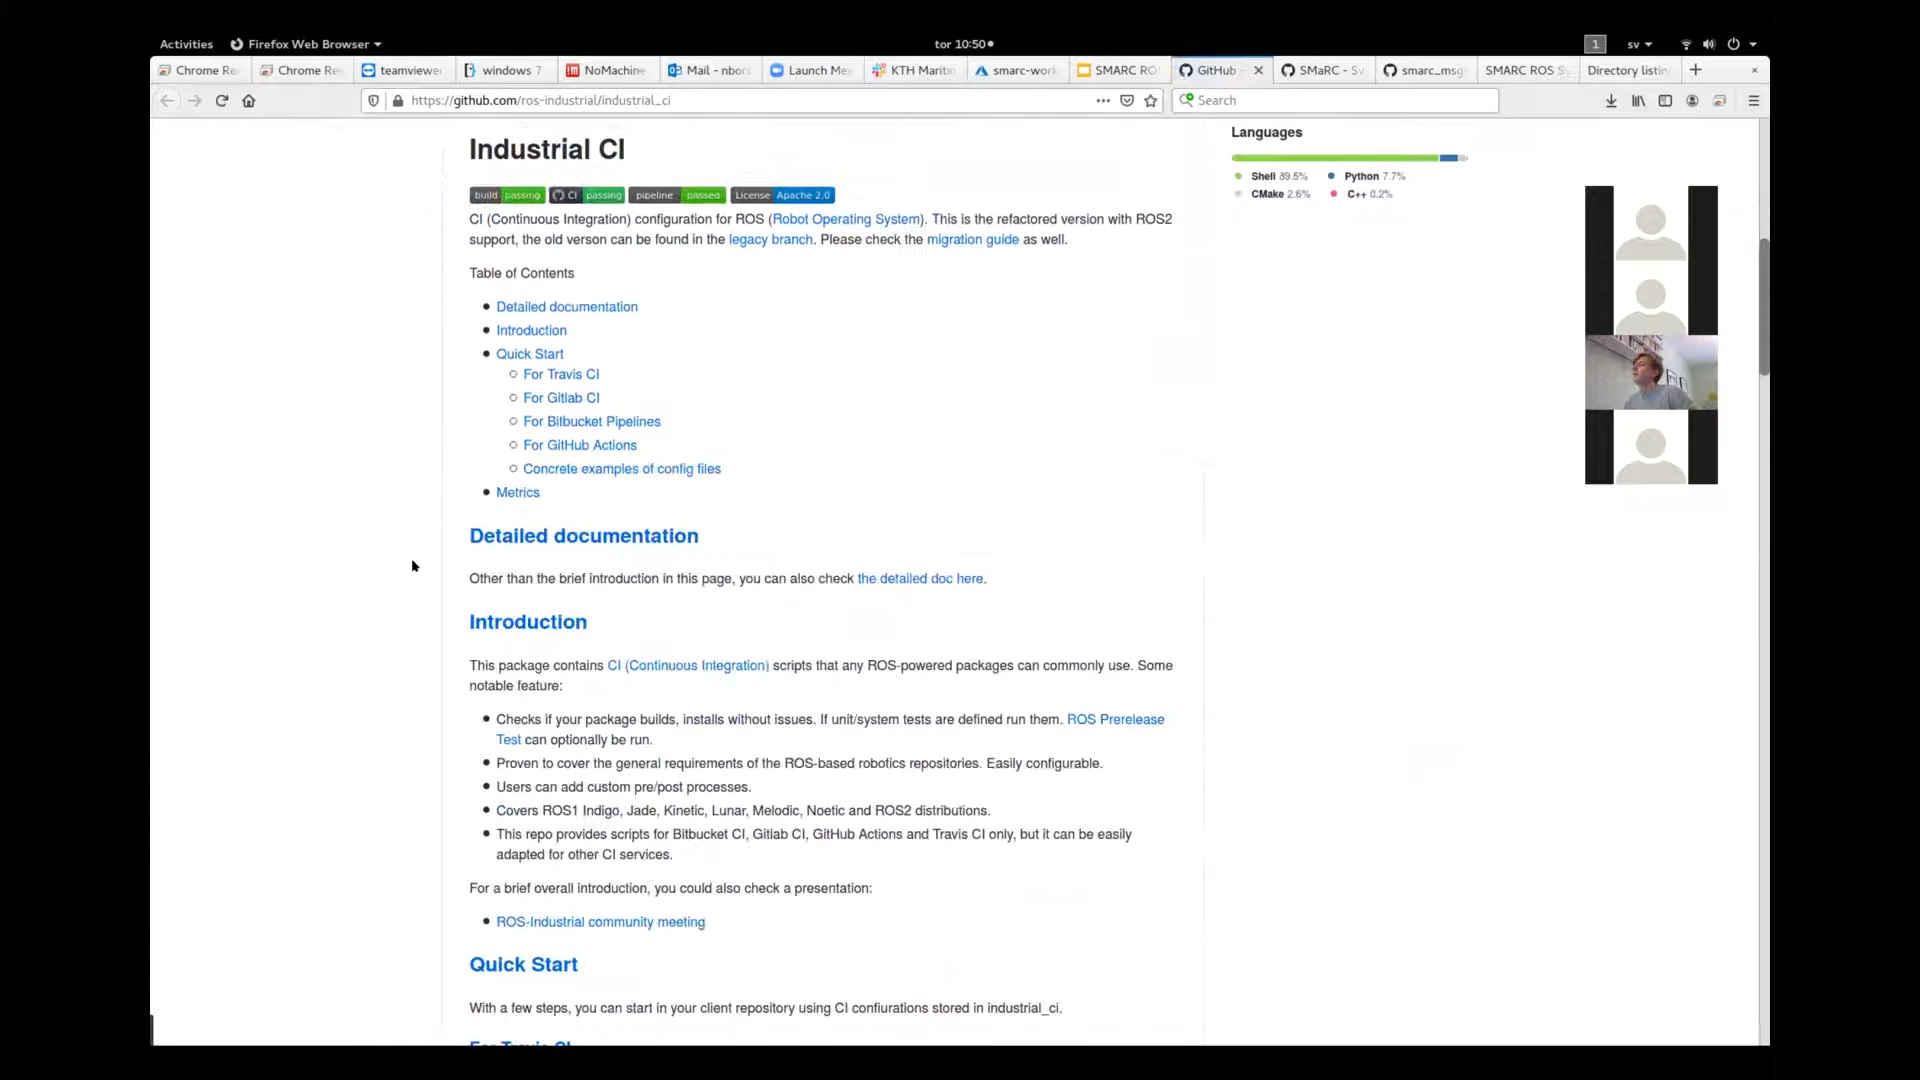 Activities Firefox Web Browser tor 10:50 1 sv
Chrome Re Chrome Re teamviewer windows 7 NoMachine Mail - nbor Launch Me KTH Mariti smarc-work SMARC RO GitHub - SMaRC - Sv smarc_msg SMARC ROS S Directory listin
https://github.com/ros-industrial/industrial_ci Search
Industrial CI
build passing CI passing pipeline passed License Apache 2.0
CI (Continuous Integration) configuration for ROS (Robot Operating System). This is the refactored version with ROS2
support, the old verson can be found in the legacy branch. Please check the migration guide as well.
Table of Contents
Detailed documentation
Introduction
Quick Start
For Travis CI
For Gitlab CI
For Bitbucket Pipelines
For GitHub Actions
Concrete examples of config files
Metrics
Detailed documentation
Other than the brief introduction in this page, you can also check the detailed doc here.
Introduction
This package contains CI (Continuous Integration) scripts that any ROS-powered packages can commonly use. Some
notable feature:
Checks if your package builds, installs without issues. If unit/system tests are defined run them. ROS Prerelease
Test can optionally be run.
Proven to cover the general requirements of the ROS-based robotics repositories. Easily configurable.
Users can add custom pre/post processes.
Covers ROS1 Indigo, Jade, Kinetic, Lunar, Melodic, Noetic and ROS2 distributions.
This repo provides scripts for Bitbucket CI, Gitlab CI, GitHub Actions and Travis CI only, but it can be easily
adapted for other CI services.
For a brief overall introduction, you could also check a presentation:
ROS-Industrial community meeting
Quick Start
With a few steps, you can start in your client repository using CI confiurations stored in industrial_ci.
For Travis CI
Languages
Shell 89.5% Python 7.7%
CMake 2.6% C++ 0.2%